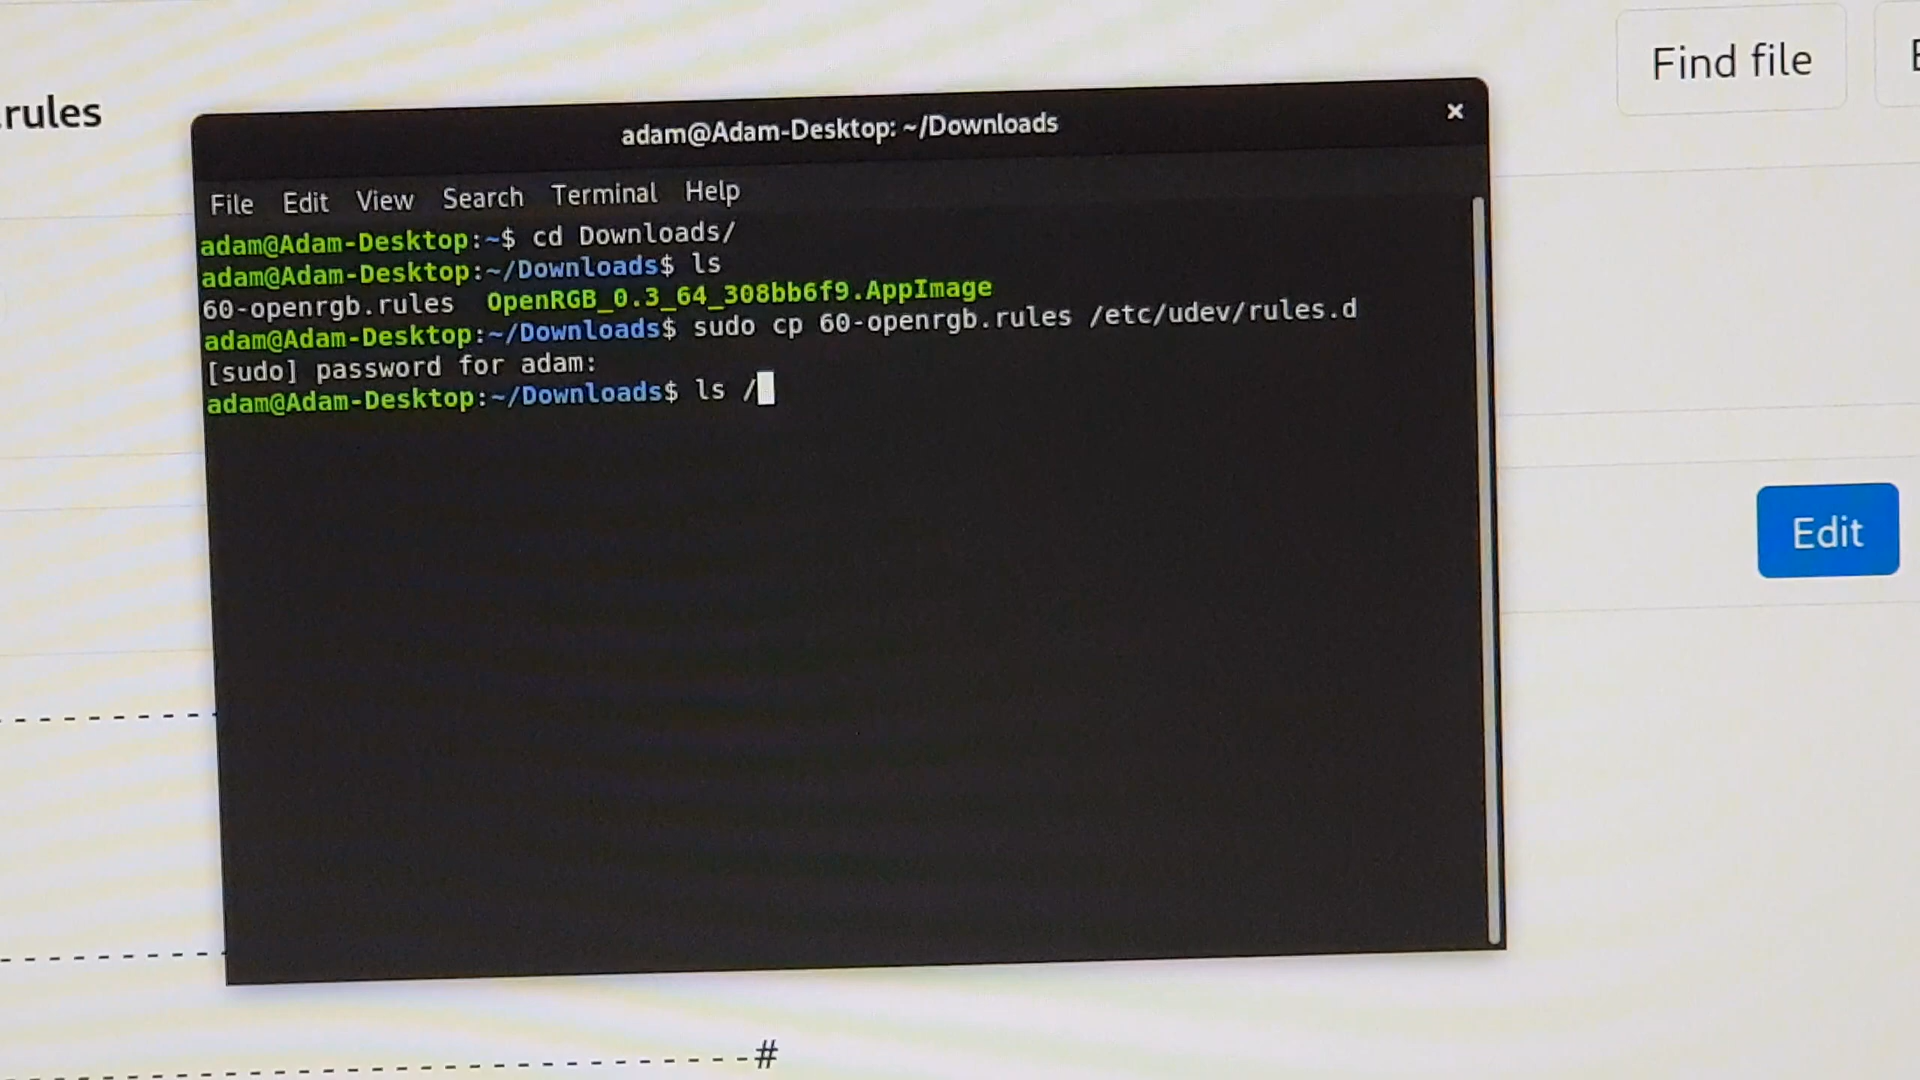 .rules
Find file
adam@Adam-Desktop: ~/Downloads
×
File Edit View Search Terminal Help
adam@Adam-Desktop:~$ cd Downloads/
adam@Adam-Desktop:~/Downloads$ ls
60-openrgb.rules OpenRGB_0.3_64_308bb6f9.AppImage
adam@Adam-Desktop:~/Downloads$ sudo cp 60-openrgb.rules /etc/udev/rules.d
[sudo] password for adam:
adam@Adam-Desktop:~/Downloads$ ls /
Edit
---------
----------
-------------------------------#